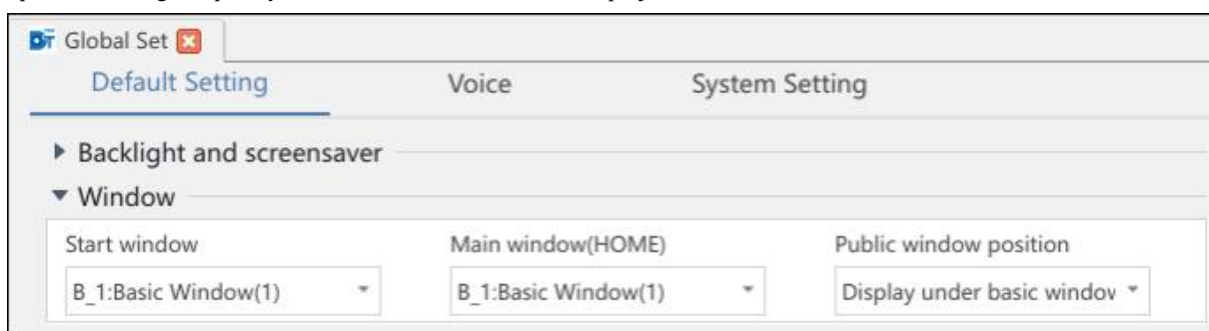 DT Global Set
Default Setting Voice System Setting
Backlight and screensaver
Window
Start window Main window(HOME) Public window position
B_1:Basic Window(1) B_1:Basic Window(1) Display under basic windov